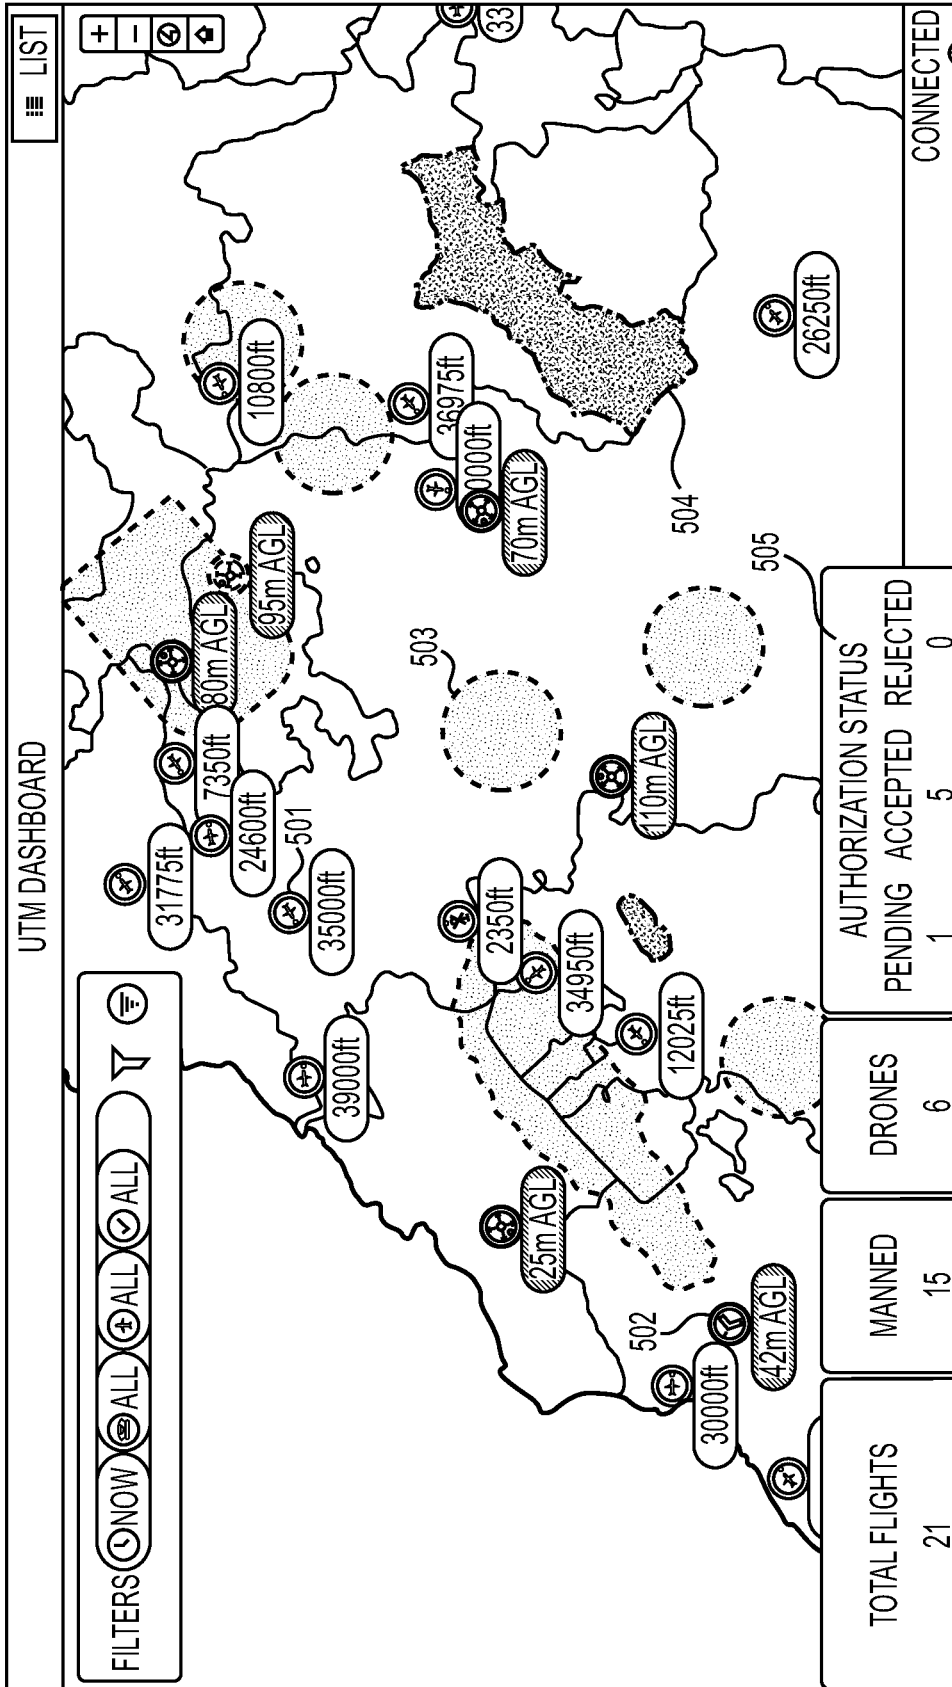 UTM DASHBOARD
LIST
FILTERS NOW ALL ALL ALL
+
−
31775ft
7350ft
80m AGL
10800ft
24600ft
95m AGL
501
35000ft
39000ft
503
36975ft
0000ft
70m AGL
33
2350ft
34950ft
25m AGL
110m AGL
12025ft
504
502
30000ft
42m AGL
26250ft
505
TOTAL FLIGHTS
21
MANNED
15
DRONES
6
AUTHORIZATION STATUS
PENDING ACCEPTED REJECTED
1 5 0
CONNECTED